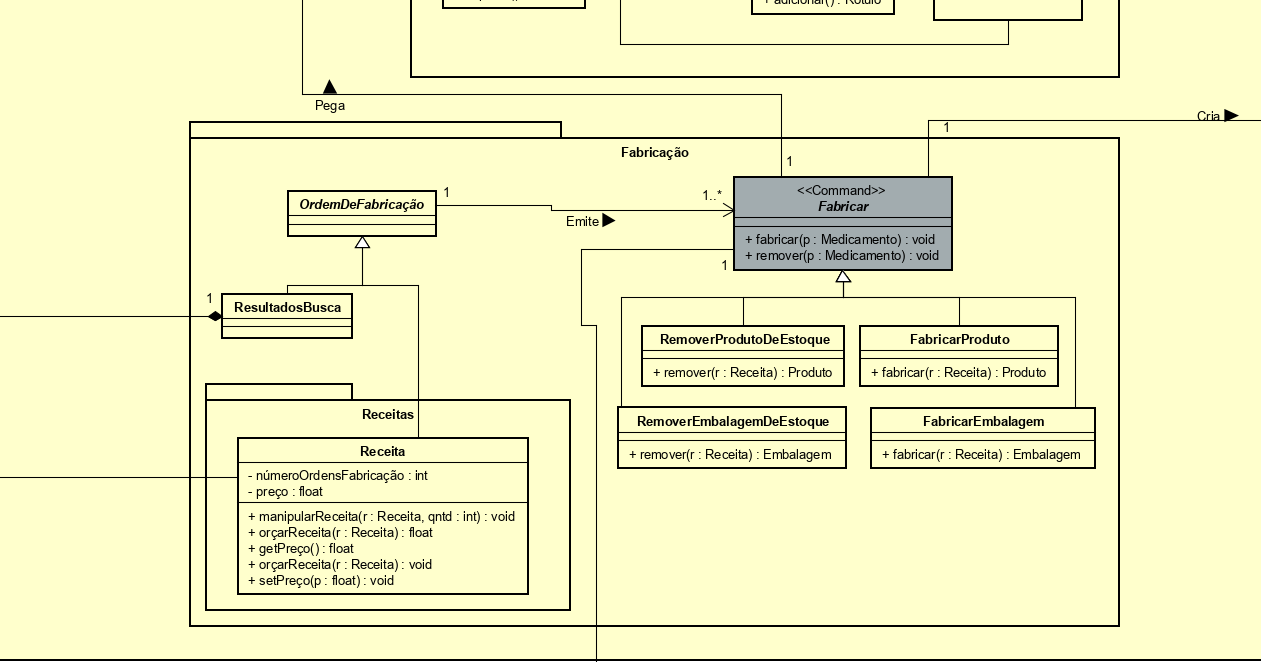 + adicionar() : Rotulo
Pega
Cria
1
Fabricação
1
<<Command>>
Fabricar
+ fabricar(p : Medicamento) : void
+ remover(p : Medicamento) : void
1
OrdemDeFabricação
1
1..*
Emite
1
ResultadosBusca
RemoverProdutoDeEstoque
+ remover(r : Receita) : Produto
FabricarProduto
+ fabricar(r : Receita) : Produto
RemoverEmbalagemDeEstoque
+ remover(r : Receita) : Embalagem
FabricarEmbalagem
+ fabricar(r : Receita) : Embalagem
Receitas
Receita
- númeroOrdensFabricação : int
- preço : float
+ manipularReceita(r : Receita, qntd : int) : void
+ orçarReceita(r : Receita) : float
+ getPreço() : float
+ orçarReceita(r : Receita) : void
+ setPreço(p : float) : void